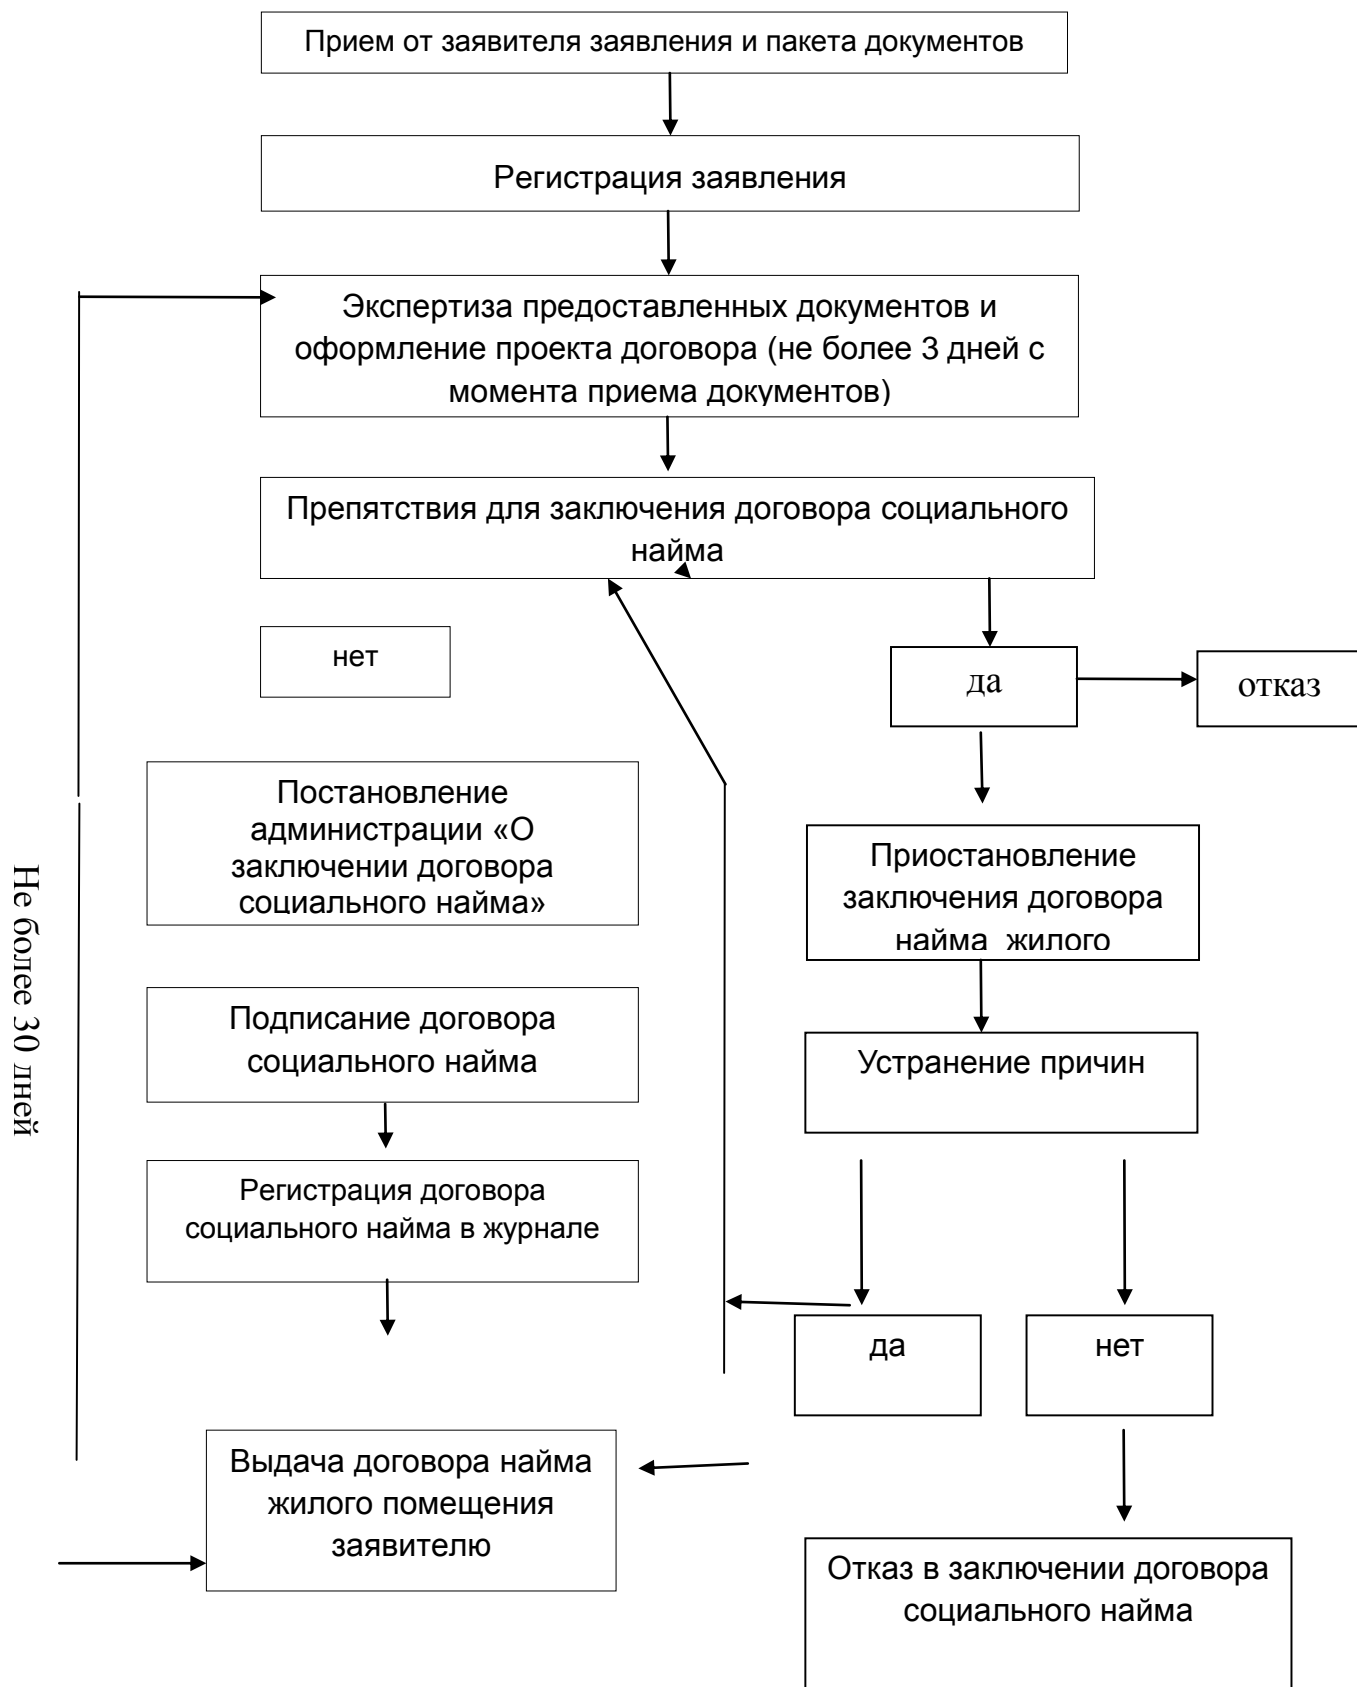 Прием от заявителя заявления и пакета документов
Регистрация заявления
Экспертиза предоставленных документов и
оформление проекта договора (не более 3 дней с
момента приема документов)
Препятствия для заключения договора социального
найма
нет
да
отказ
Постановление
администрации «О
заключении договора
социального найма»
Приостановление
заключения договора
найма жилого
Не более 30 дней
Подписание договора
социального найма
Устранение причин
Регистрация договора
социального найма в журнале
да
нет
Выдача договора найма
жилого помещения
заявителю
Отказ в заключении договора
социального найма